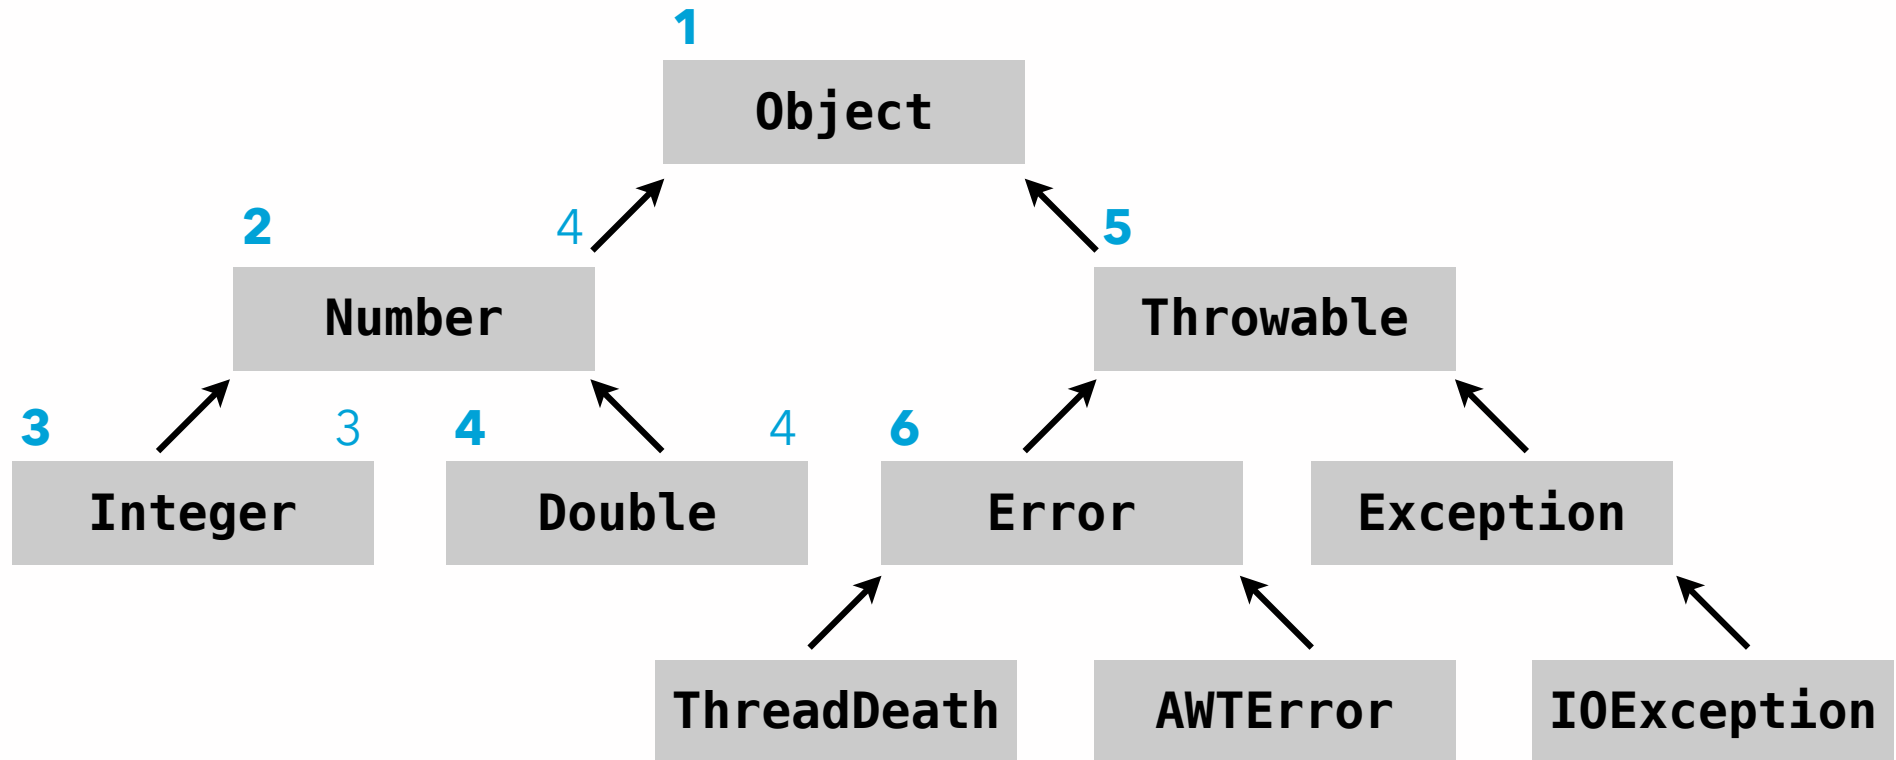 1
Object
2 4 5
Number Throwable
3 3 4 4 6
Integer Double Error Exception
ThreadDeath AWTError IOException